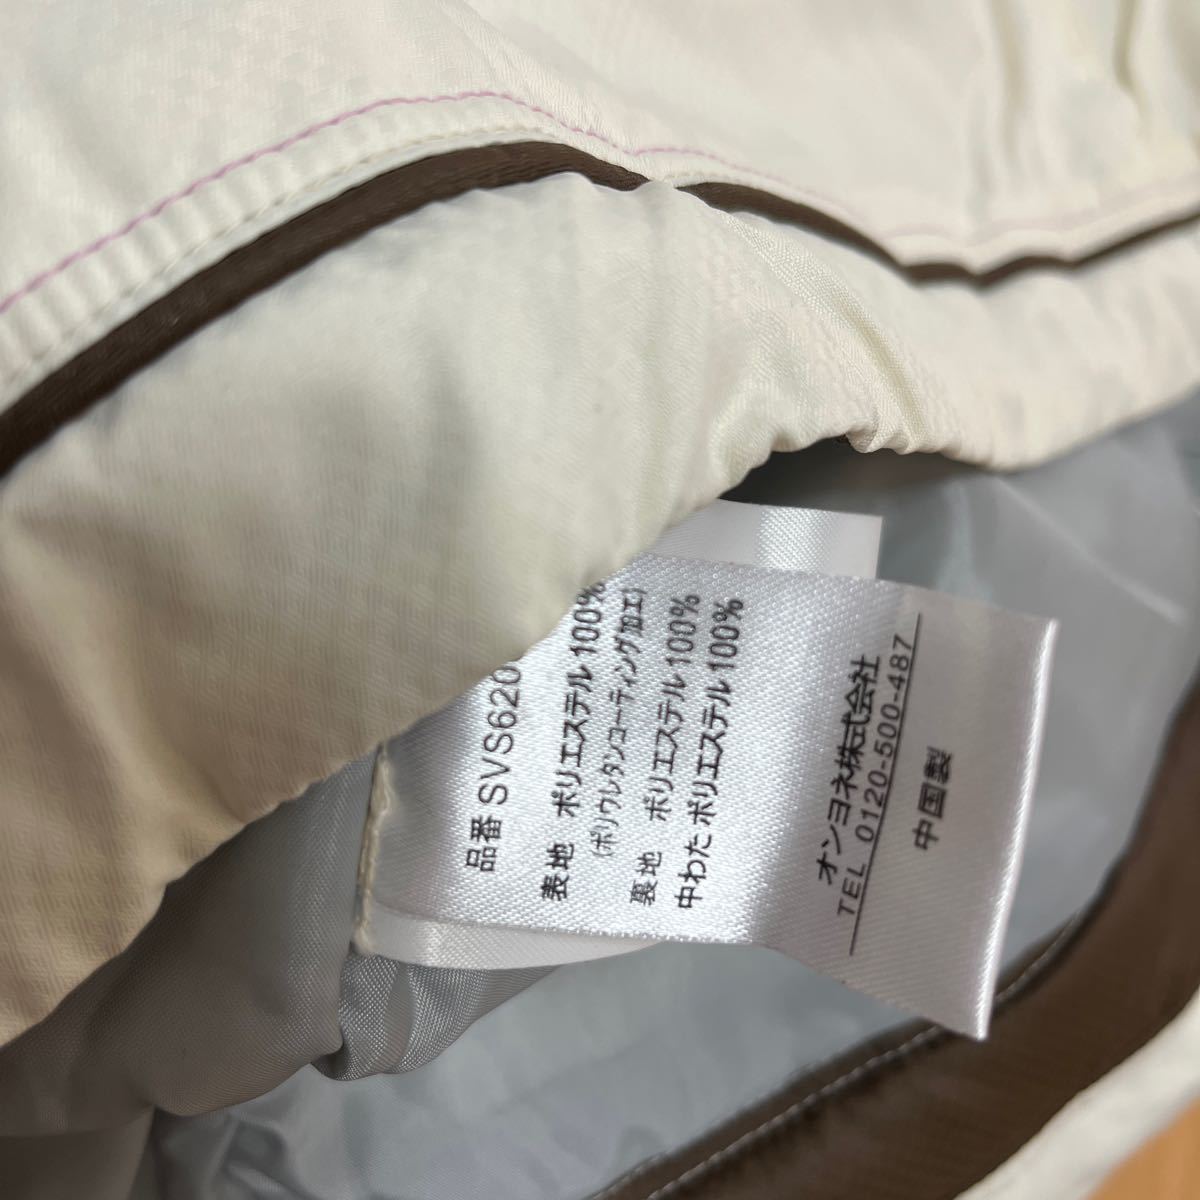 品番 SVS620
表地 ポリエステル 100%
(ポリウレタンコーティング加工)
裏地 ポリエステル 100%
中わた ポリエステル 100%
オンヨネ株式会社
TEL 0120-500-487
中国製